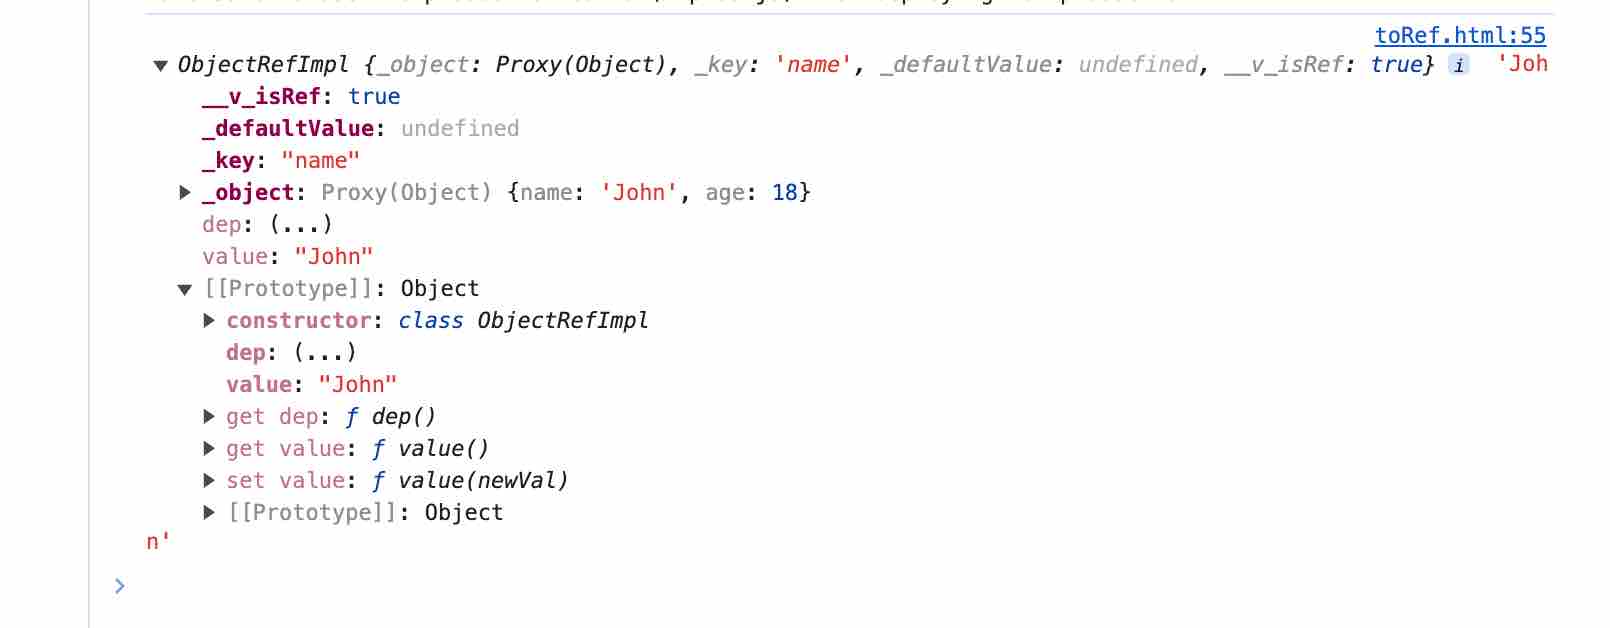 toRef.html:55
▼ ObjectRefImpl {_object: Proxy(Object), _key: 'name', _defaultValue: undefined, __v_isRef: true} i 'Joh
__v_isRef: true
_defaultValue: undefined
_key: "name"
▶ _object: Proxy(Object) {name: 'John', age: 18}
dep: (...)
value: "John"
▼ [[Prototype]]: Object
▶ constructor: class ObjectRefImpl
dep: (...)
value: "John"
▶ get dep: ƒ dep()
▶ get value: ƒ value()
▶ set value: ƒ value(newVal)
▶ [[Prototype]]: Object
n'
>